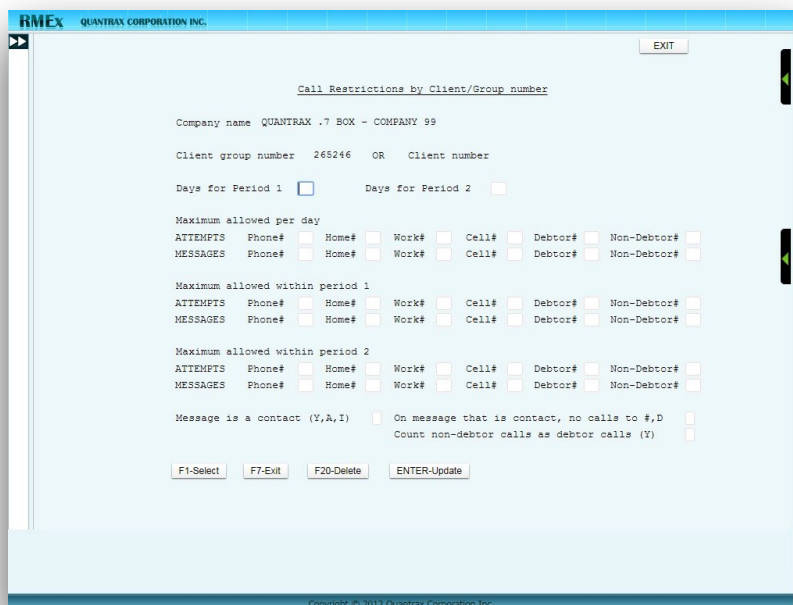 RMEx QUANTRAX CORPORATION INC.
EXIT
Call Restrictions by Client/Group number
Company name QUANTRAX .7 BOX - COMPANY 99
Client group number 265246 OR Client number
Days for Period 1 Days for Period 2
Maximum allowed per day
ATTEMPTS Phone# Home# Work# Cell# Debtor# Non-Debtor#
MESSAGES Phone# Home# Work# Cell# Debtor# Non-Debtor#
Maximum allowed within period 1
ATTEMPTS Phone# Home# Work# Cell# Debtor# Non-Debtor#
MESSAGES Phone# Home# Work# Cell# Debtor# Non-Debtor#
Maximum allowed within period 2
ATTEMPTS Phone# Home# Work# Cell# Debtor# Non-Debtor#
MESSAGES Phone# Home# Work# Cell# Debtor# Non-Debtor#
Message is a contact (Y,A,I) On message that is contact, no calls to #,D
Count non-debtor calls as debtor calls (Y)
F1-Select F7-Exit F20-Delete ENTER-Update
Copyright © 2012 Quantrax Corporation Inc.